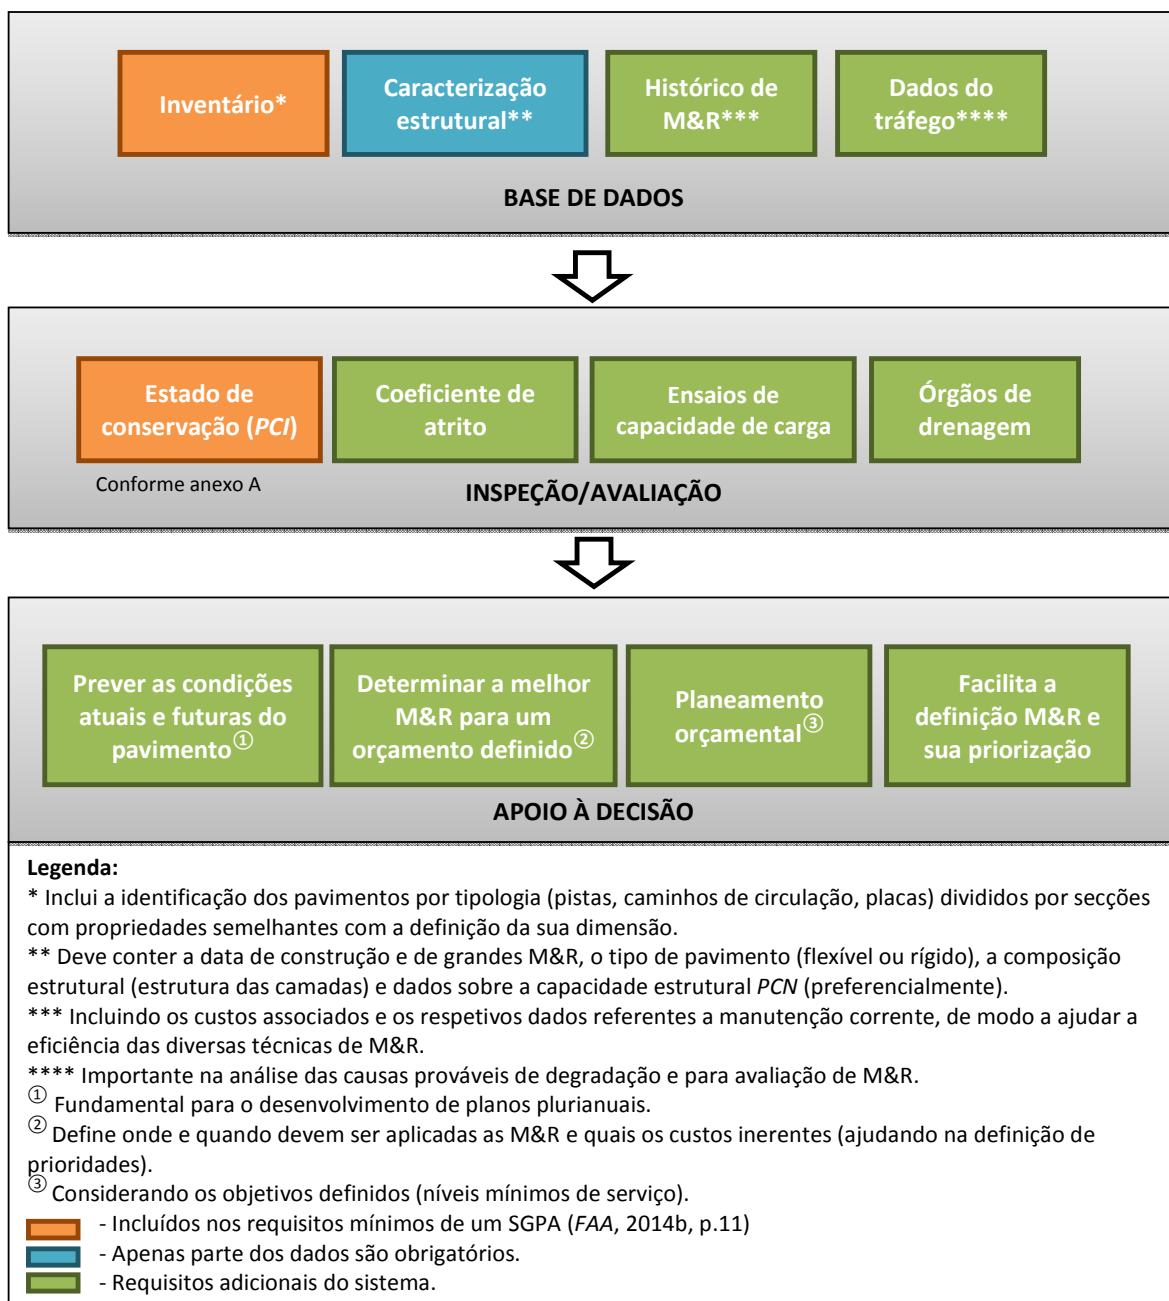 Inventário*
Caracterização
estrutural**
Histórico de
M&R***
Dados do
tráfego****
BASE DE DADOS
Estado de
conservação (PCI)
Coeficiente de
atrito
Ensaios de
capacidade de carga
Órgãos de
drenagem
Conforme anexo A
INSPEÇÃO/AVALIAÇÃO
Prever as condições
atuais e futuras do
pavimento①
Determinar a melhor
M&R para um
orçamento definido②
Planeamento
orçamental③
Facilita a
definição M&R e
sua priorização
APOIO À DECISÃO
Legenda:
* Inclui a identificação dos pavimentos por tipologia (pistas, caminhos de circulação, placas) divididos por secções
com propriedades semelhantes com a definição da sua dimensão.
** Deve conter a data de construção e de grandes M&R, o tipo de pavimento (flexível ou rígido), a composição
estrutural (estrutura das camadas) e dados sobre a capacidade estrutural PCN (preferencialmente).
*** Incluindo os custos associados e os respetivos dados referentes a manutenção corrente, de modo a ajudar a
eficiência das diversas técnicas de M&R.
**** Importante na análise das causas prováveis de degradação e para avaliação de M&R.
① Fundamental para o desenvolvimento de planos plurianuais.
② Define onde e quando devem ser aplicadas as M&R e quais os custos inerentes (ajudando na definição de
prioridades).
③ Considerando os objetivos definidos (níveis mínimos de serviço).
- Incluídos nos requisitos mínimos de um SGPA (FAA, 2014b, p.11)
- Apenas parte dos dados são obrigatórios.
- Requisitos adicionais do sistema.